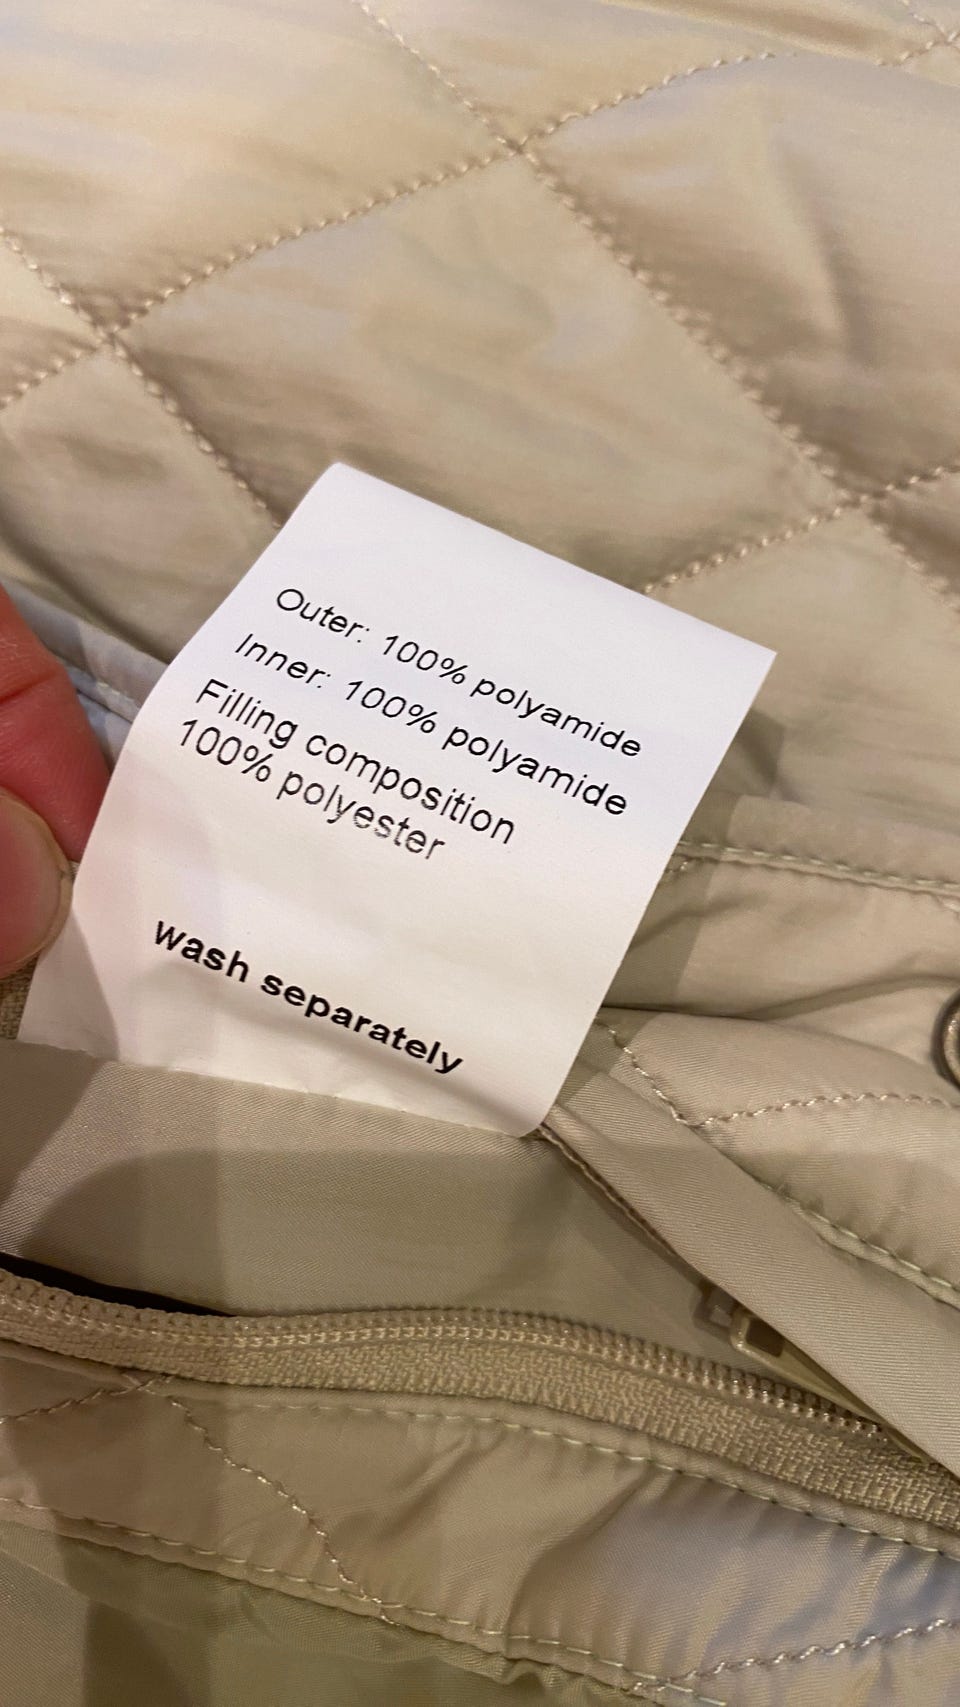 Outer: 100% polyamide
Inner: 100% polyamide
Filling composition
100% polyester
wash separately